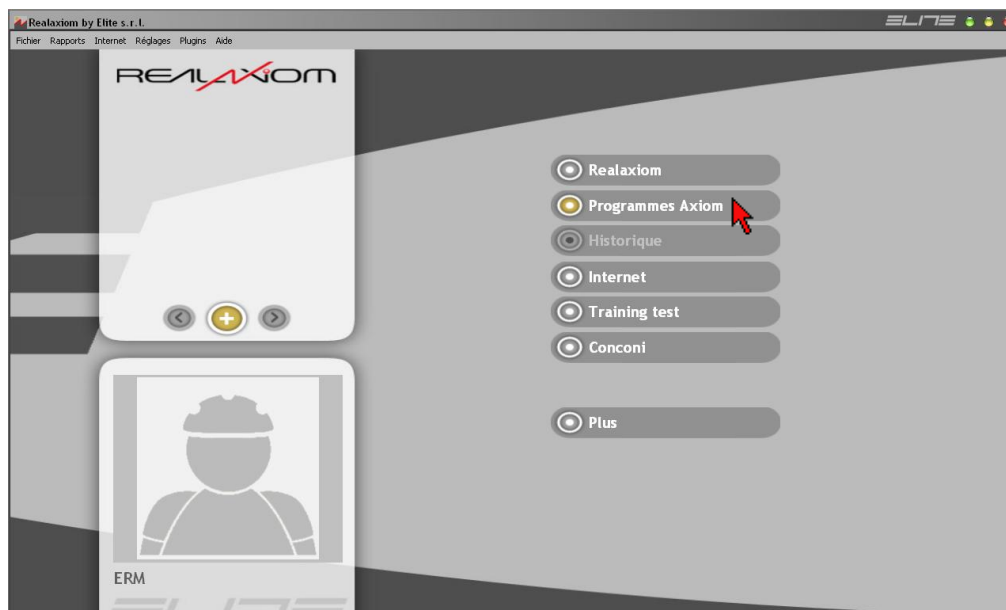 Realaxiom by Elite s.r.l.
ELITE
Fichier Rapports Internet Réglages Plugins Aide
REALAXIOM
Realaxiom
Programmes Axiom
Historique
Internet
Training test
Conconi
Plus
ERM
ELITE